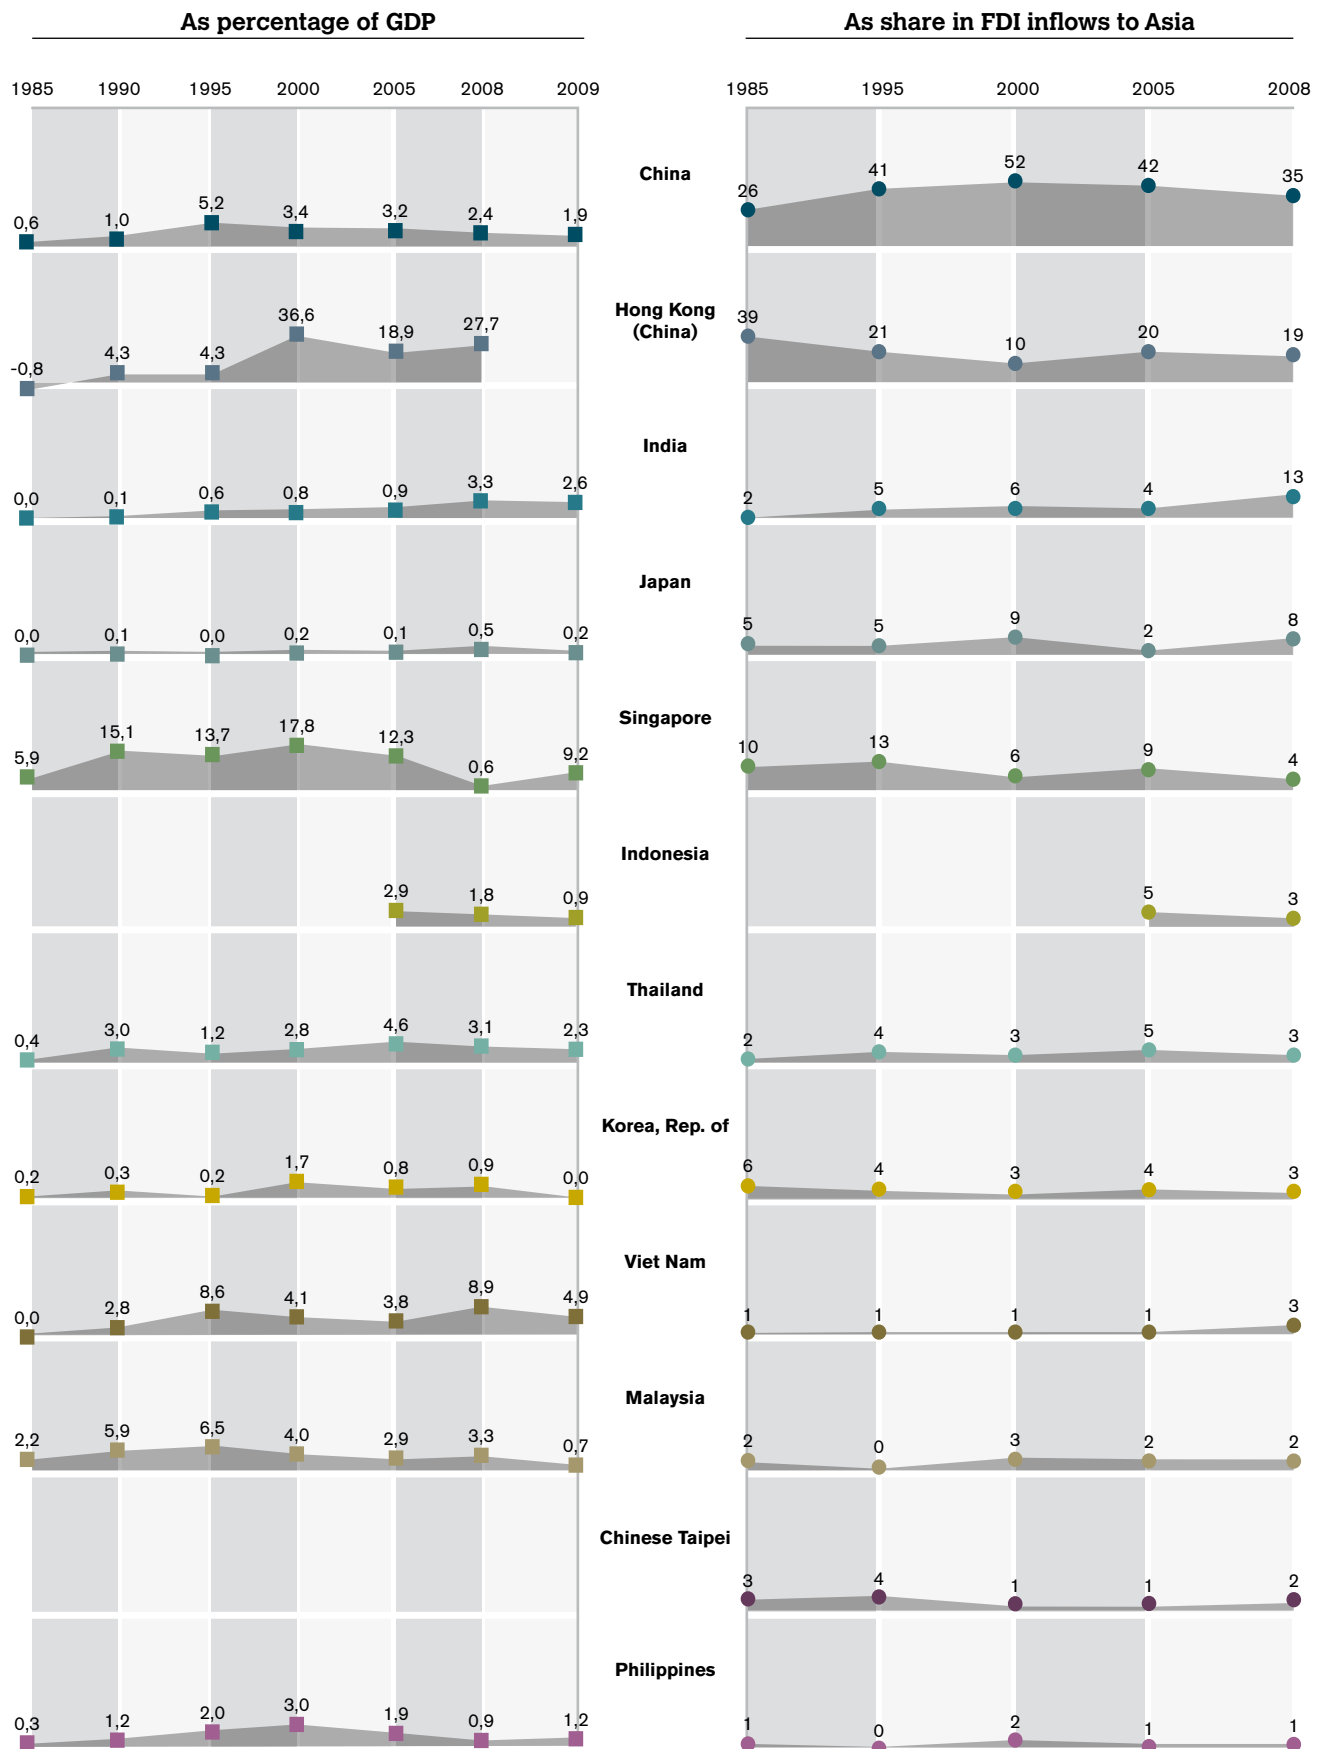 As percentage of GDP
As share in FDI inflows to Asia
1985 1990 1995 2000 2005 2008 2009
1985 1995 2000 2005 2008
China
0,6 1,0 5,2 3,4 3,2 2,4 1,9
26 41 52 42 35
Hong Kong
(China)
-0,8 4,3 4,3 36,6 18,9 27,7
39 21 10 20 19
India
0,0 0,1 0,6 0,8 0,9 3,3 2,6
2 5 6 4 13
Japan
0,0 0,1 0,0 0,2 0,1 0,5 0,2
5 5 9 2 8
Singapore
5,9 15,1 13,7 17,8 12,3 0,6 9,2
10 13 6 9 4
Indonesia
2,9 1,8 0,9
5 3
Thailand
0,4 3,0 1,2 2,8 4,6 3,1 2,3
2 4 3 5 3
Korea, Rep. of
0,2 0,3 0,2 1,7 0,8 0,9 0,0
6 4 3 4 3
Viet Nam
0,0 2,8 8,6 4,1 3,8 8,9 4,9
1 1 1 1 3
Malaysia
2,2 5,9 6,5 4,0 2,9 3,3 0,7
2 0 3 2 2
Chinese Taipei
3 4 1 1 2
Philippines
0,3 1,2 2,0 3,0 1,9 0,9 1,2
1 0 2 1 1